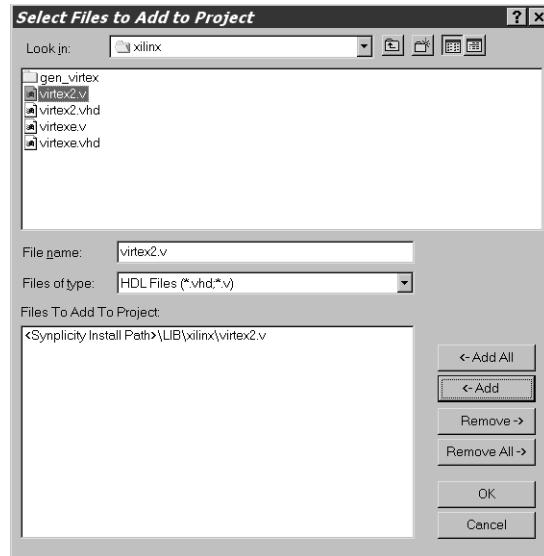 Select Files to Add to Project ? ×
Look in: xilinx
gen_virtex
virtex2.v
virtex2.vhd
virtexe.v
virtexe.vhd
File name: virtex2.v
Files of type: HDL Files (*.vhd;*.v)
Files To Add To Project:
<Synplicity Install Path>\LIB\xilinx\virtex2.v
<- Add All
<- Add
Remove ->
Remove All ->
OK
Cancel